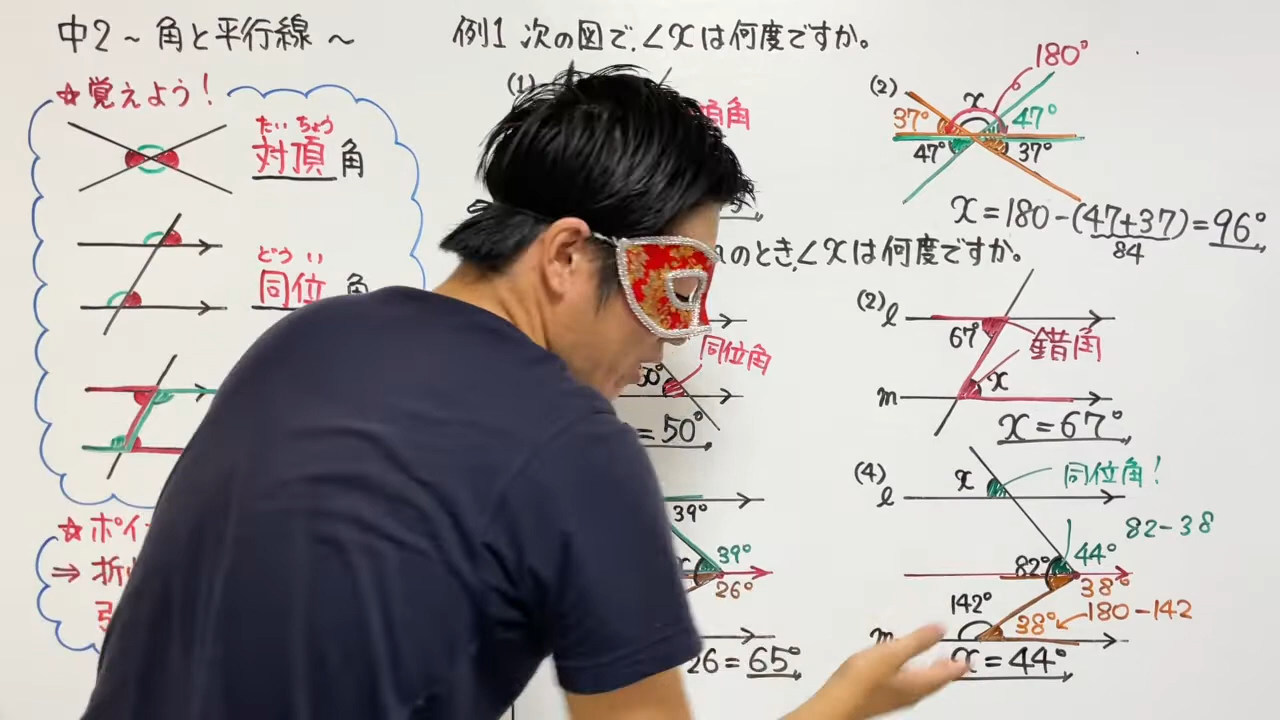 中2~角と平行線~
☆覚えよう!
たいちょう
対頂角
どうい
同位角
☆ポイ
⇒折
例1 次の図で、∠xは何度ですか。
(1)
頂角
(2)
180°
x
37°
47°
47°
37°
x=180-(47+37)=96°
84
のとき、∠xは何度ですか。
50°
同位角
=50°
(2)
l
67°
錯角
m
x
x=67°
39°
39°
26°
26=65°
(4)
x
同位角!
l
82-38
82°
44°
38°
142°
38°
180-142
m
x=44°